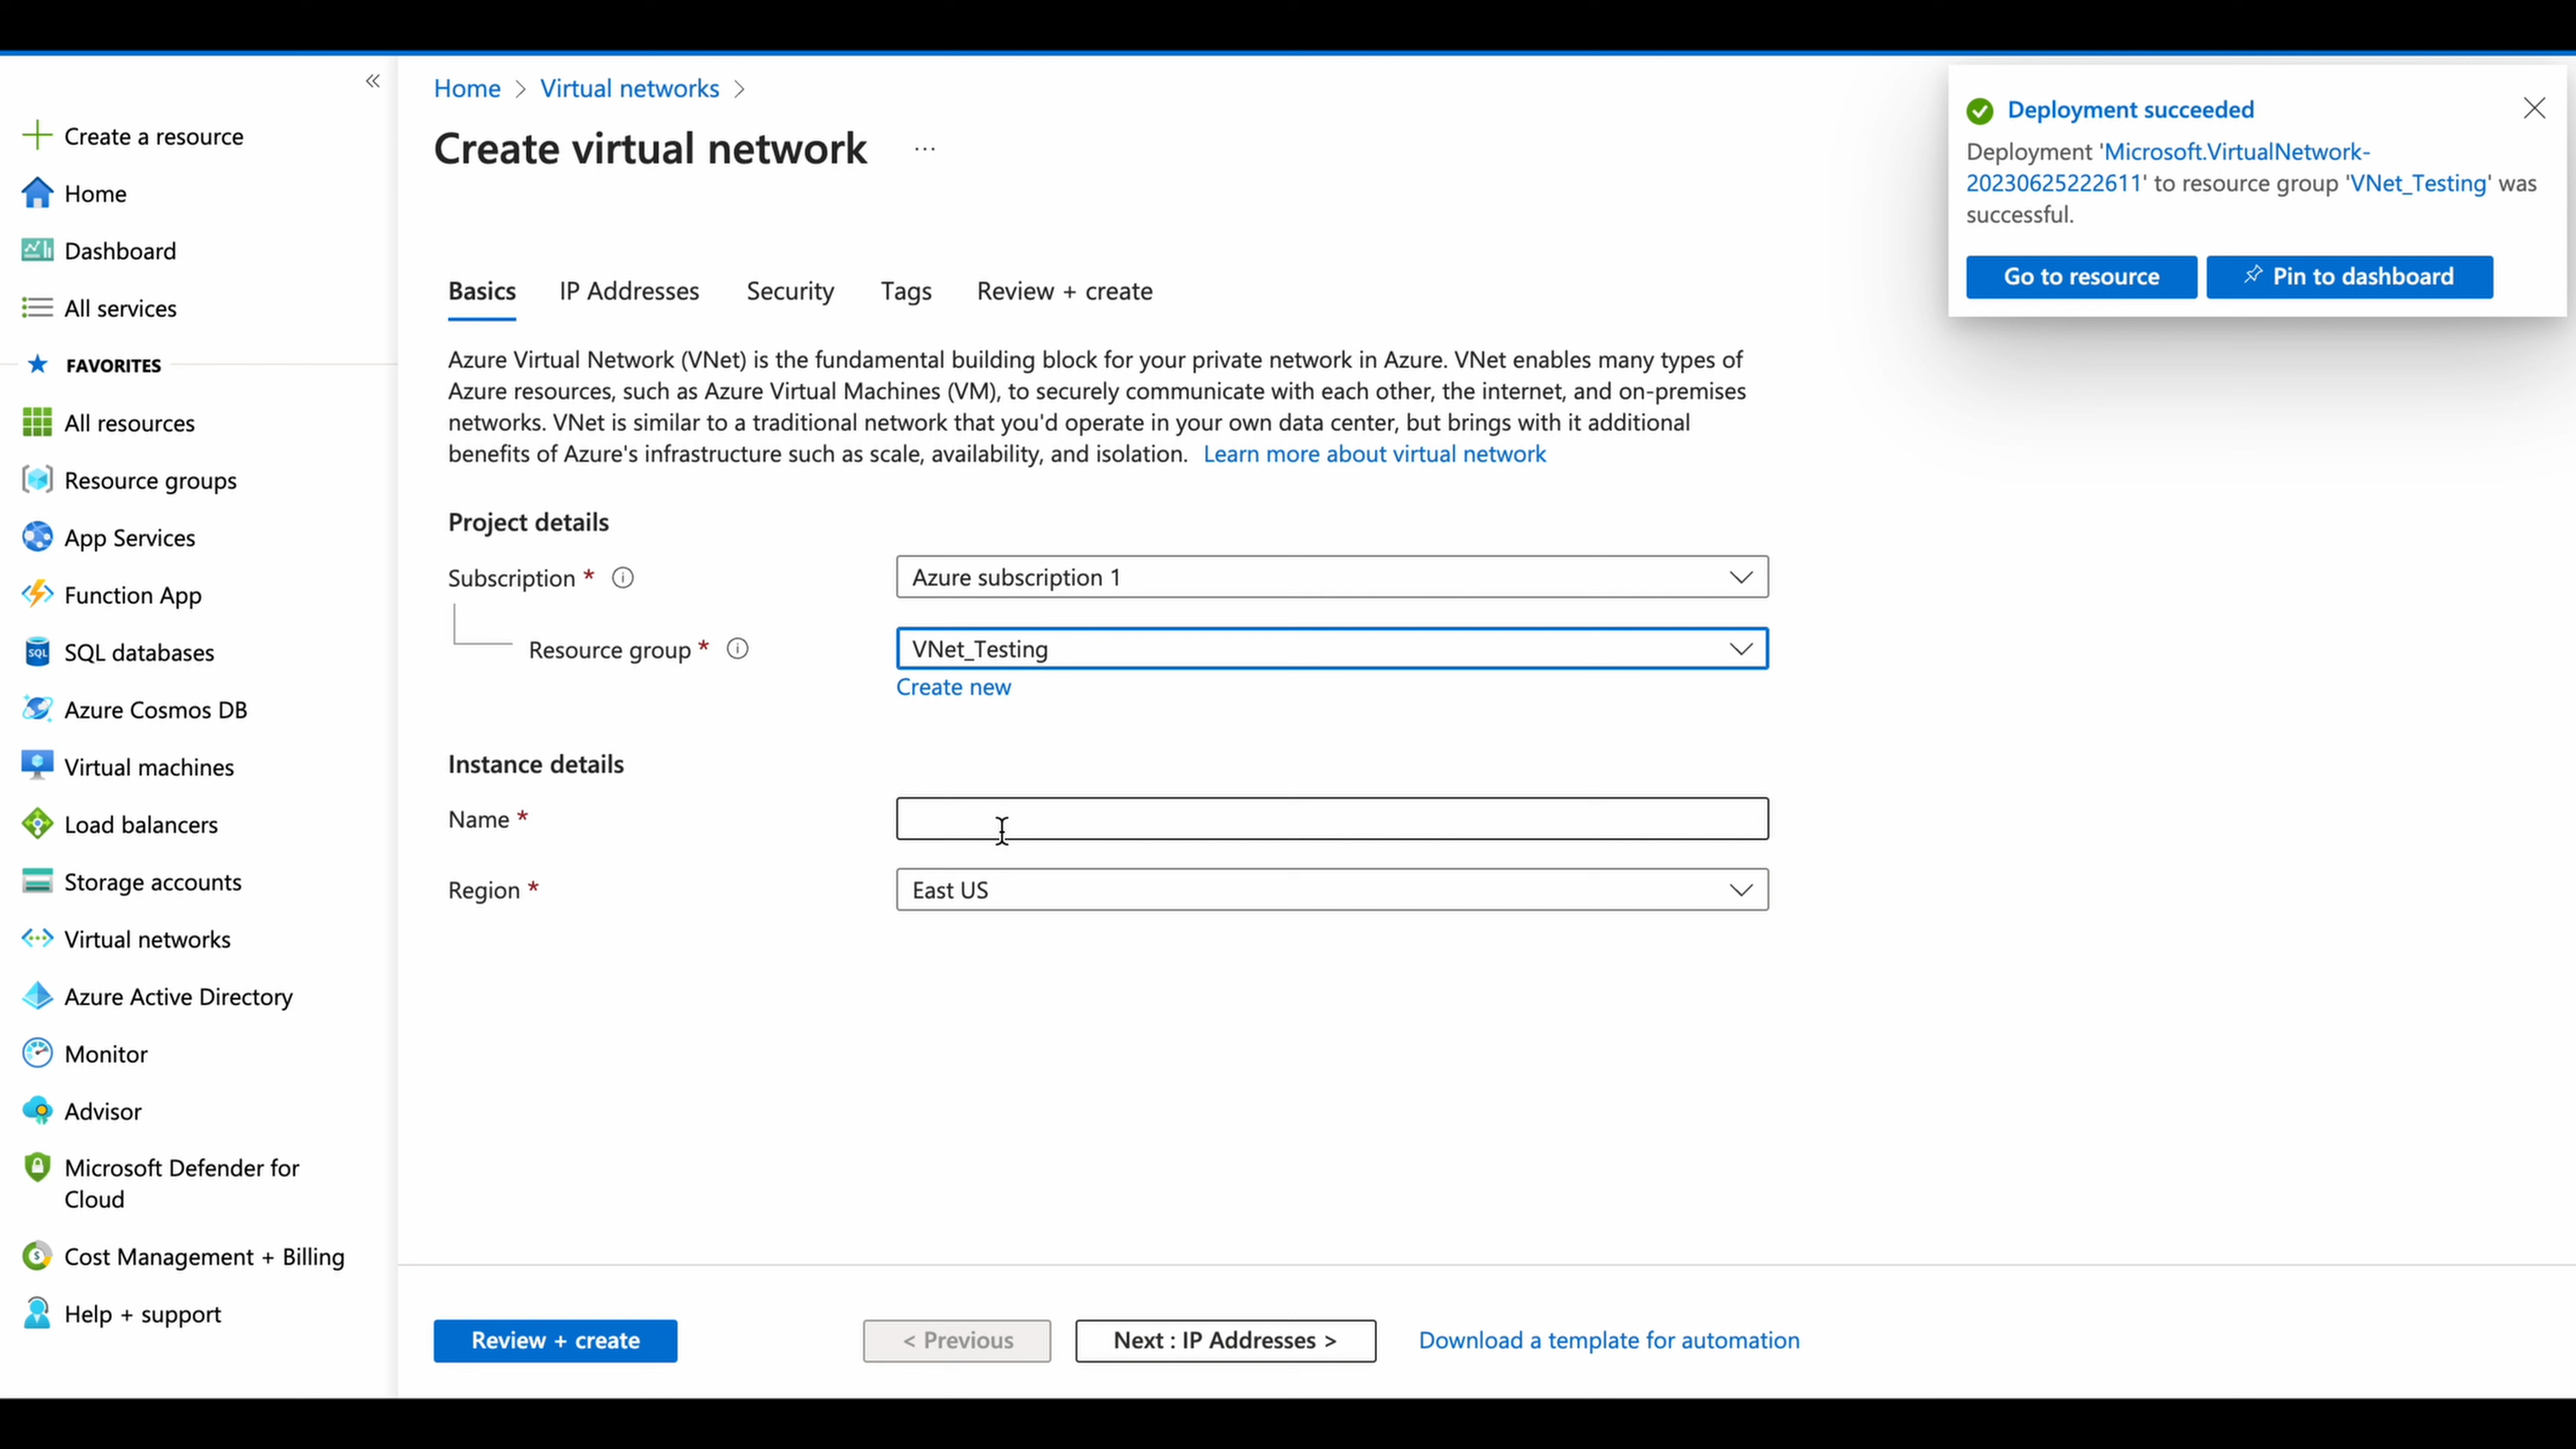 Create a resource
Home
Dashboard
All services
FAVORITES
All resources
Resource groups
App Services
Function App
SQL databases
Azure Cosmos DB
Virtual machines
Load balancers
Storage accounts
Virtual networks
Azure Active Directory
Monitor
Advisor
Microsoft Defender for
Cloud
Cost Management + Billing
Help + support
Home > Virtual networks >
Create virtual network ...
Basics IP Addresses Security Tags Review + create
Azure Virtual Network (VNet) is the fundamental building block for your private network in Azure. VNet enables many types of
Azure resources, such as Azure Virtual Machines (VM), to securely communicate with each other, the internet, and on-premises
networks. VNet is similar to a traditional network that you'd operate in your own data center, but brings with it additional
benefits of Azure's infrastructure such as scale, availability, and isolation. Learn more about virtual network
Project details
Subscription * Azure subscription 1
Resource group * VNet_Testing
Create new
Instance details
Name *
Region * East US
Review + create < Previous Next : IP Addresses > Download a template for automation
Deployment succeeded
Deployment 'Microsoft.VirtualNetwork-
20230625222611' to resource group 'VNet_Testing' was
successful.
Go to resource Pin to dashboard